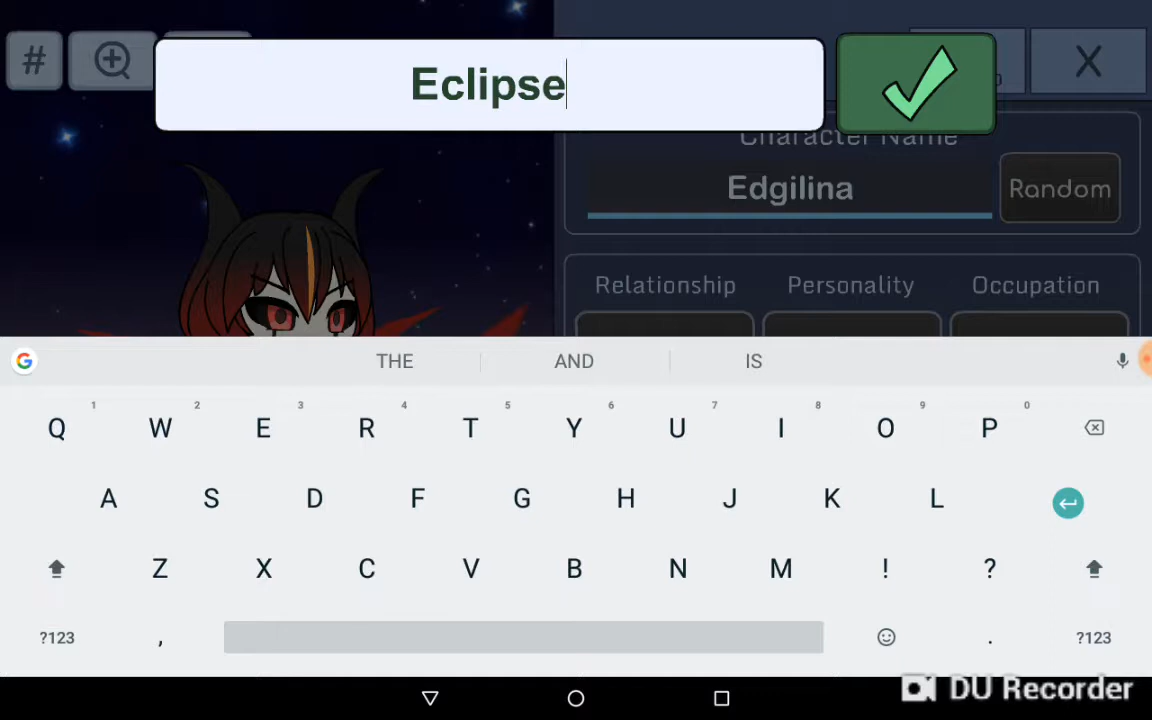 #
Eclipse
X
Character Name
Edgilina
Random
Relationship Personality Occupation
G THE AND IS
1 2 3 4 5 6 7 8 9 0
Q W E R T Y U I O P
A S D F G H J K L
Z X C V B N M ! ?
?123 , . ?123
DU Recorder